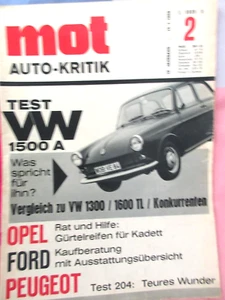 mot
AUTO-KRITIK
2
TEST
VW
1500 A
Was
spricht
für
ihn?
Vergleich zu VW 1300 / 1600 TL / Konkurrenten
OPEL Rat und Hilfe:
Gürtelreifen für Kadett
FORD Kaufberatung
mit Ausstattungsübersicht
PEUGEOT Test 204: Teures Wunder